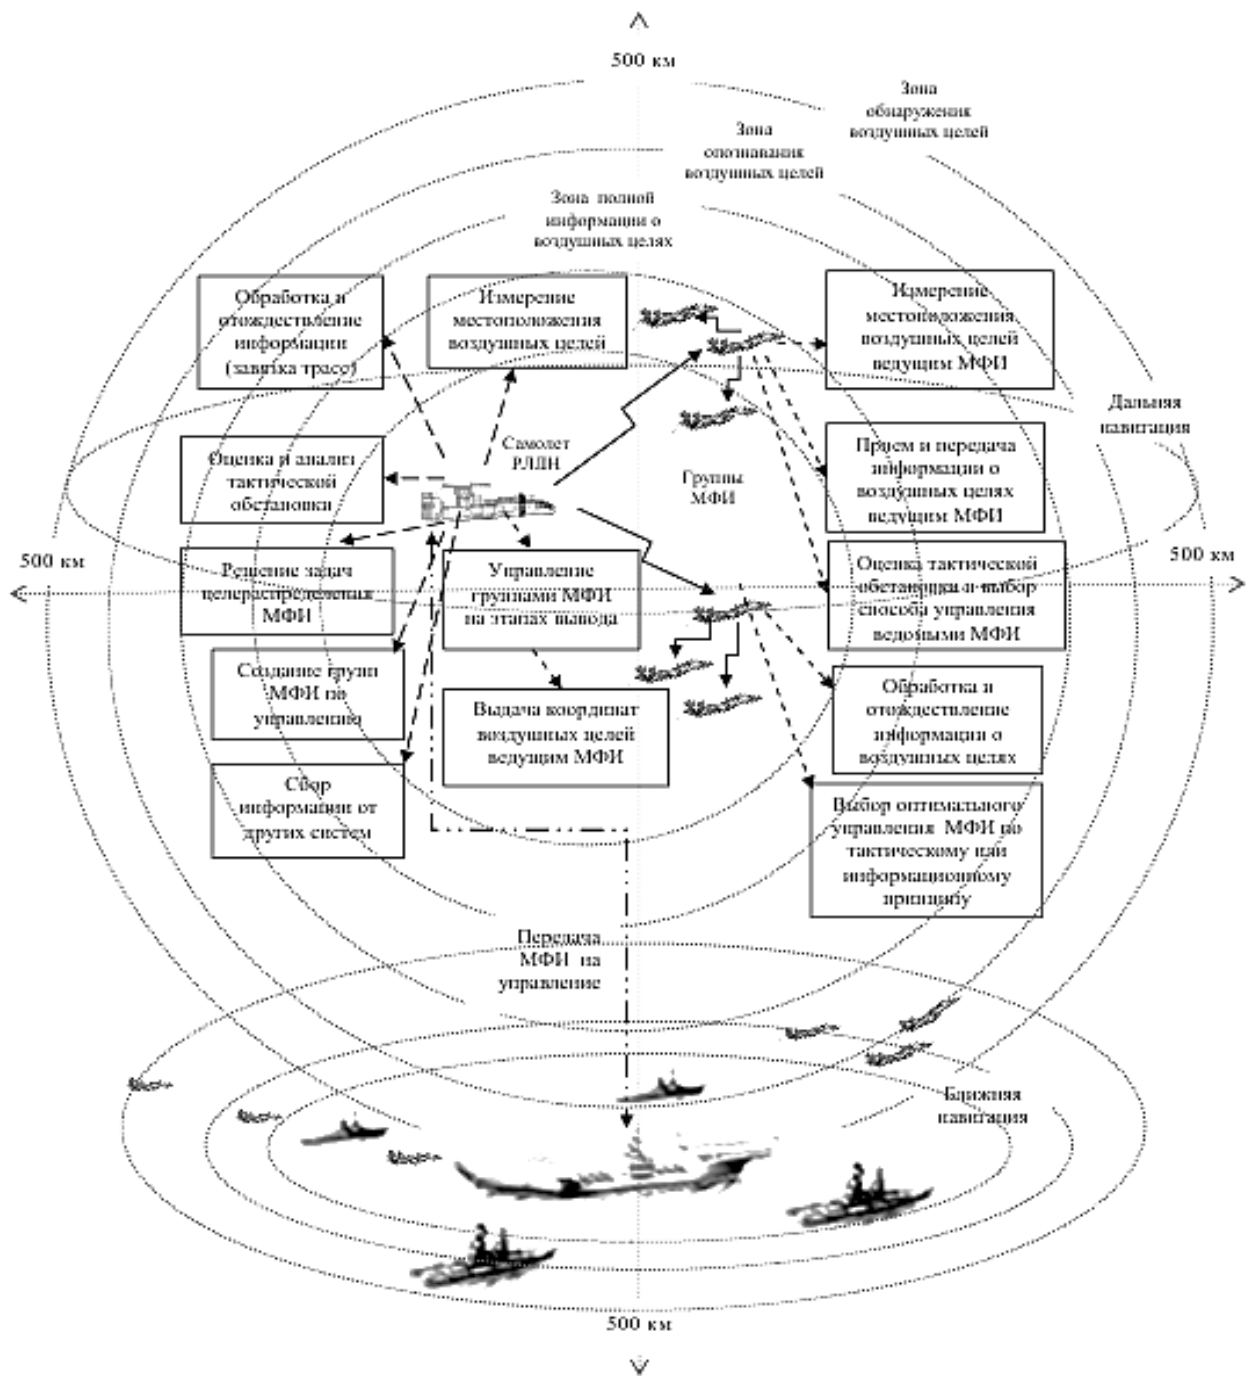 500 км
Зона
обнаружения
воздушных целей
Зона
опознавания
воздушных целей
Зона полной
информации о
воздушных целях
Обработка и
отождествление
информации
(завязка трасс)
Измерение
местоположения
воздушных целей
Измерение
местоположения
воздушных целей
ведущим МФИ
Дальняя
навигация
Самолет
РЛДН
Группы
МФИ
Оценка и анализ
тактической
обстановки
Прием и передача
информации о
воздушных целях
ведущим МФИ
500 км
500 км
Решение задач
целераспределения
МФИ
Управление
группами МФИ
на этапах вывода
Оценка тактической
обстановки и выбор
способа управления
ведомыми МФИ
Создание групп
МФИ по
управлению
Выдача координат
воздушных целей
ведущим МФИ
Обработка и
отождествление
информации о
воздушных целях
Сбор
информации от
других систем
Выбор оптимального
управления МФИ по
тактическому или
информационному
принципу
Передача
МФИ на
управление
Ближняя
навигация
500 км